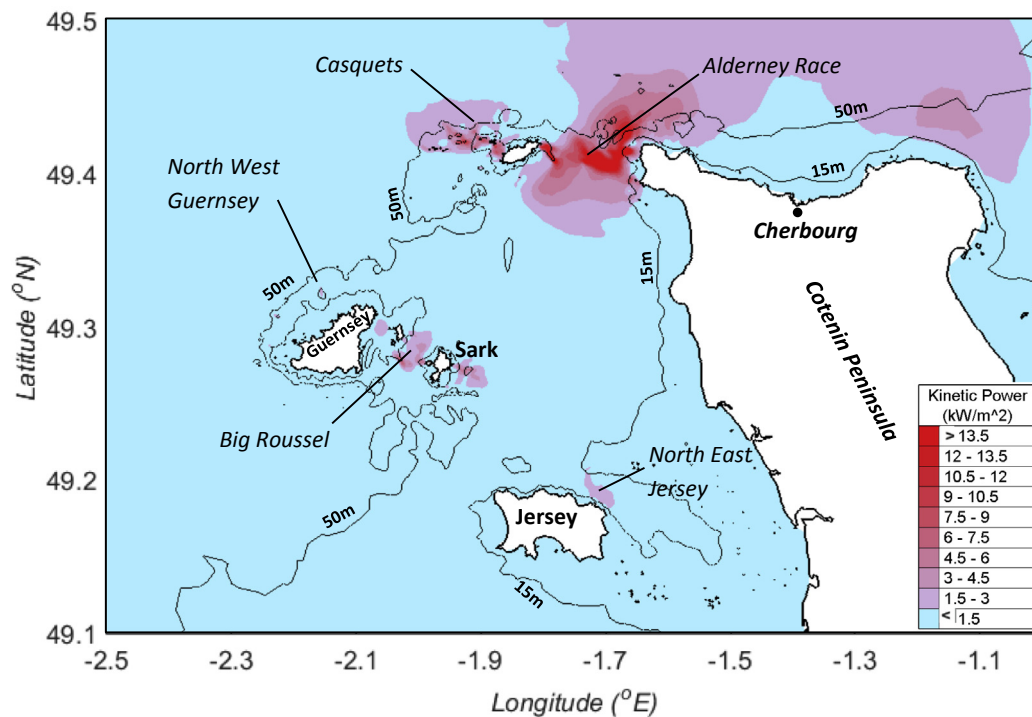 49.5
49.4
49.3
49.2
49.1
Latitude (°N)
Casquets
Alderney Race
50m
North West
Guernsey
50m
15m
Cherbourg
50m
15m
Guernsey
Sark
Cotenin Peninsula
Big Roussel
North East
Jersey
50m
Jersey
15m
Kinetic Power
(kW/m^2)
> 13.5
12 - 13.5
10.5 - 12
9 - 10.5
7.5 - 9
6 - 7.5
4.5 - 6
3 - 4.5
1.5 - 3
< 1.5
-2.5 -2.3 -2.1 -1.9 -1.7 -1.5 -1.3 -1.1
Longitude (°E)